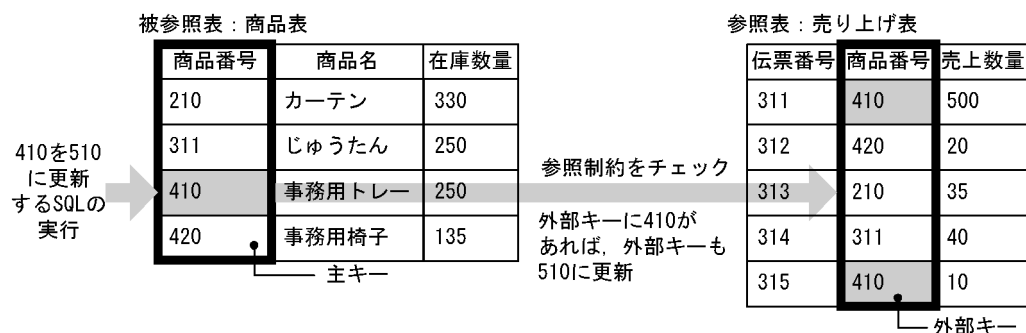 被参照表：商品表
商品番号 商品名 在庫数量
210 カーテン 330
311 じゅうたん 250
410 事務用トレー 250
420 事務用椅子 135
主キー
410を510
に更新
するSQLの
実行
参照制約をチェック
外部キーに410が
あれば，外部キーも
510に更新
参照表：売り上げ表
伝票番号 商品番号 売上数量
311 410 500
312 420 20
313 210 35
314 311 40
315 410 10
外部キー